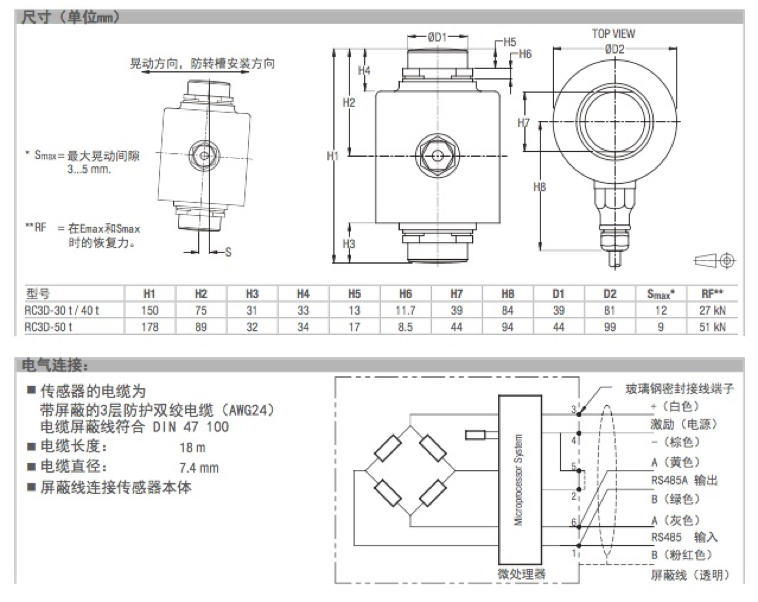 尺寸（单位mm）
晃动方向，防转槽安装方向
* Smax = 最大晃动间隙
3...5 mm.
**RF = 在Emax和Smax
时的恢复力。
S
ØD1
H5
H6
H4
H2
H1
H3
TOP VIEW
ØD2
H7
H8
型号 H1 H2 H3 H4 H5 H6 H7 H8 D1 D2 Smax* RF**
RC3D-30 t / 40 t 150 75 31 33 13 11.7 39 84 39 81 12 27 kN
RC3D-50 t 178 89 32 34 17 8.5 44 94 44 99 9 51 kN
电气连接：
■ 传感器的电缆为
带屏蔽的3层防护双绞电缆（AWG24）
电缆屏蔽线符合 DIN 47 100
■ 电缆长度： 18 m
■ 电缆直径： 7.4 mm
■ 屏蔽线连接传感器本体
Microprocessor System
微处理器
3
4
5
2
6
1
玻璃钢密封接线端子
+（白色）
激励（电源）
-（棕色）
A（黄色）
RS485A 输出
B（绿色）
A（灰色）
RS485 输入
B（粉红色）
屏蔽线（透明）